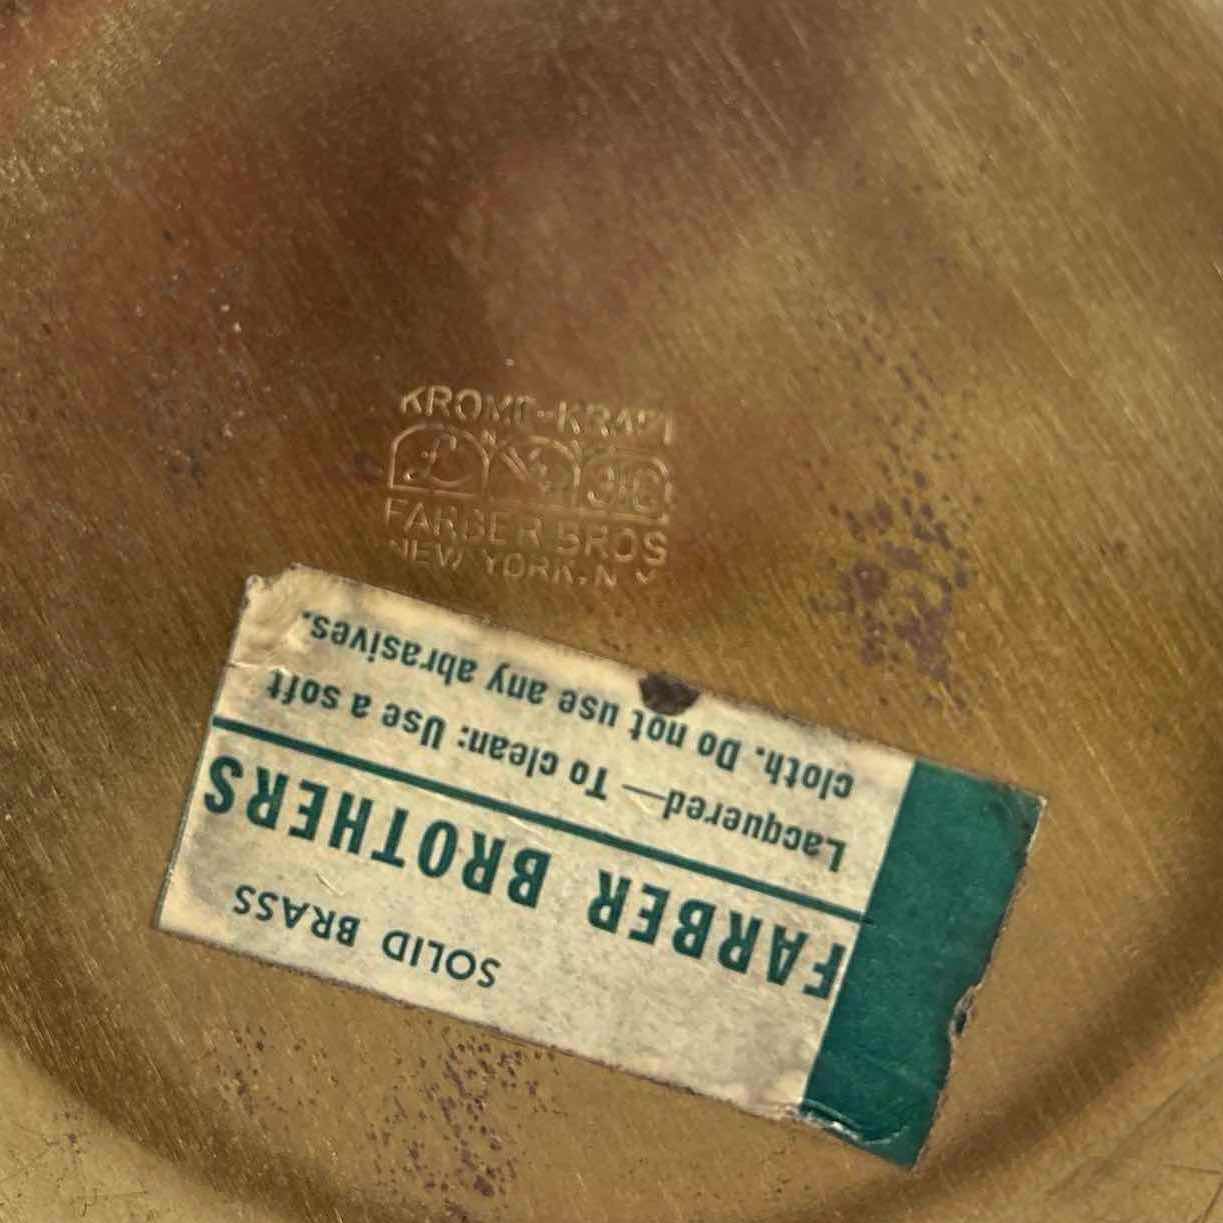 KROME-KRAFT
FARBER BROS
NEW YORK, N.Y.
SOLID BRASS
FARBER BROTHERS
Lacquered—To clean: Use a soft
cloth. Do not use any abrasives.